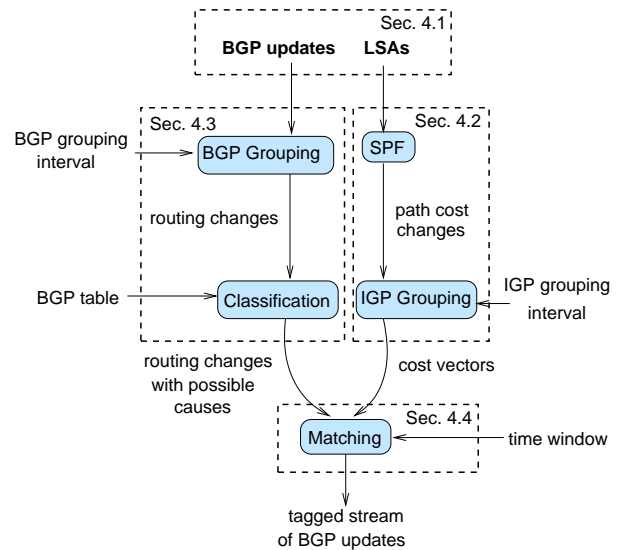 Sec. 4.1
BGP updates
LSAs
Sec. 4.3
Sec. 4.2
BGP grouping
interval
BGP Grouping
SPF
routing changes
path cost
changes
BGP table
Classification
IGP Grouping
IGP grouping
interval
routing changes
with possible
causes
cost vectors
Sec. 4.4
Matching
time window
tagged stream
of BGP updates